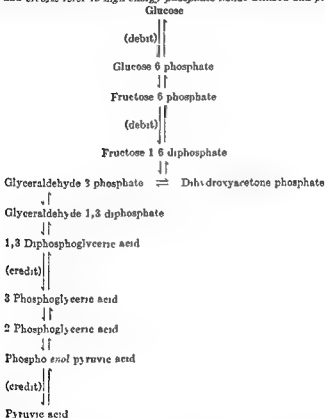 Glucose
(debit)
Glucose 6 phosphate
Fructose 6 phosphate
(debit)
Fructose 1 6 diphosphate
Glyceraldehyde 3 phosphate ⇌ Dihydroxyacetone phosphate
Glyceraldehyde 1,3 diphosphate
1,3 Diphosphoglyceric acid
(credit)
3 Phosphoglyceric acid
2 Phosphoglyceric acid
Phospho enol pyruvic acid
(credit)
Pyruvic acid